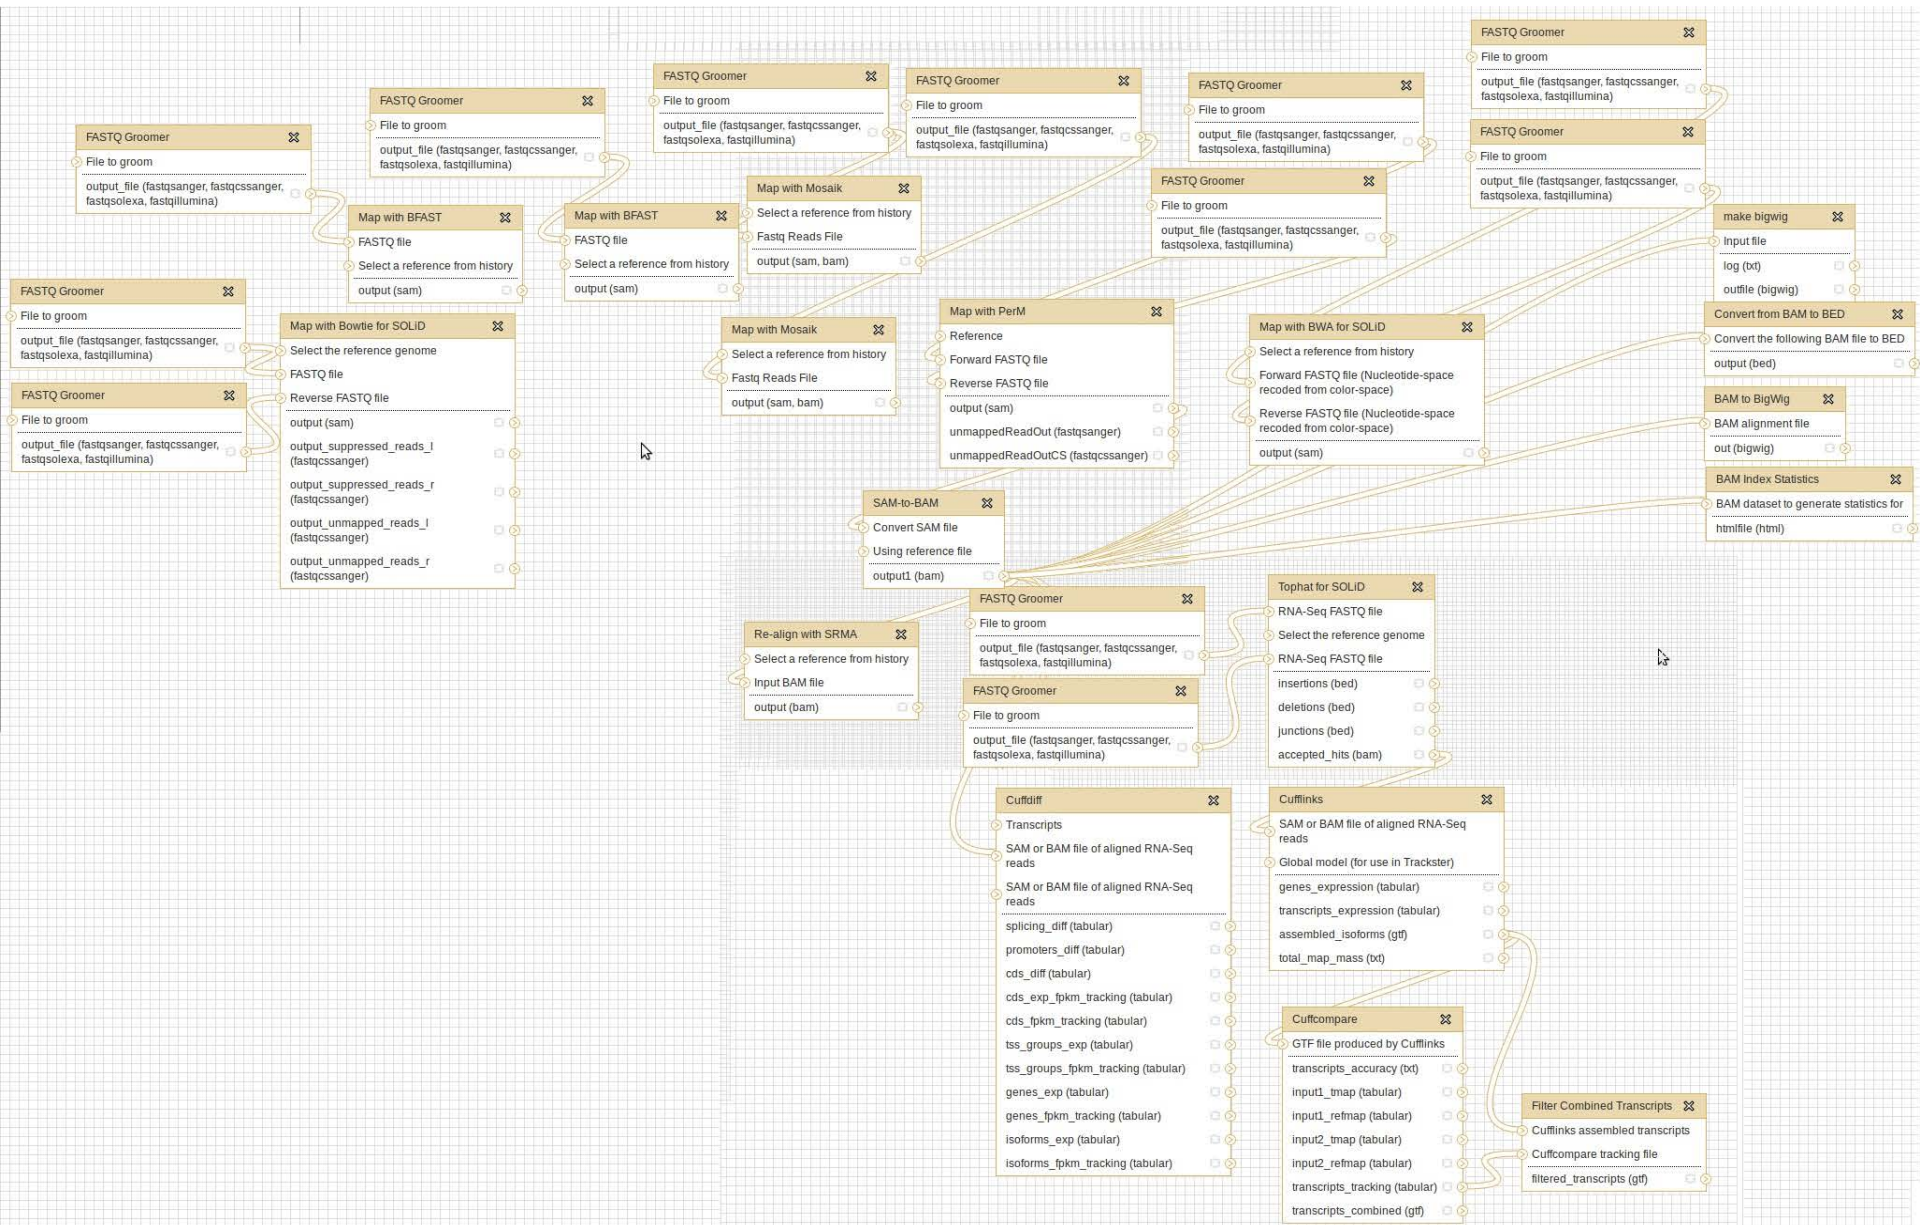 FASTQ Groomer
File to groom
output_file (fastqsanger, fastqcssanger,
fastqsolexa, fastqillumina)
FASTQ Groomer
File to groom
output_file (fastqsanger, fastqcssanger,
fastqsolexa, fastqillumina)
FASTQ Groomer
File to groom
output_file (fastqsanger, fastqcssanger,
fastqsolexa, fastqillumina)
FASTQ Groomer
File to groom
output_file (fastqsanger, fastqcssanger,
fastqsolexa, fastqillumina)
FASTQ Groomer
File to groom
output_file (fastqsanger, fastqcssanger,
fastqsolexa, fastqillumina)
FASTQ Groomer
File to groom
output_file (fastqsanger, fastqcssanger,
fastqsolexa, fastqillumina)
FASTQ Groomer
File to groom
output_file (fastqsanger, fastqcssanger,
fastqsolexa, fastqillumina)
Map with BFAST
FASTQ file
Select a reference from history
output (sam)
Map with BFAST
FASTQ file
Select a reference from history
output (sam)
Map with Mosaik
Select a reference from history
Fastq Reads File
output (sam, bam)
FASTQ Groomer
File to groom
output_file (fastqsanger, fastqcssanger,
fastqsolexa, fastqillumina)
make bigwig
Input file
log (txt)
outfile (bigwig)
FASTQ Groomer
File to groom
output_file (fastqsanger, fastqcssanger,
fastqsolexa, fastqillumina)
FASTQ Groomer
File to groom
output_file (fastqsanger, fastqcssanger,
fastqsolexa, fastqillumina)
Map with Bowtie for SOLiD
Select the reference genome
FASTQ file
Reverse FASTQ file
output (sam)
output_suppressed_reads_l
(fastqcssanger)
output_suppressed_reads_r
(fastqcssanger)
output_unmapped_reads_l
(fastqcssanger)
output_unmapped_reads_r
(fastqcssanger)
Map with Mosaik
Select a reference from history
Fastq Reads File
output (sam, bam)
Map with PerM
Reference
Forward FASTQ file
Reverse FASTQ file
output (sam)
unmappedReadOut (fastqsanger)
unmappedReadOutCS (fastqcssanger)
Map with BWA for SOLiD
Select a reference from history
Forward FASTQ file (Nucleotide-space
recoded from color-space)
Reverse FASTQ file (Nucleotide-space
recoded from color-space)
output (sam)
Convert from BAM to BED
Convert the following BAM file to BED
output (bed)
BAM to BigWig
BAM alignment file
out (bigwig)
BAM Index Statistics
BAM dataset to generate statistics for
htmlfile (html)
SAM-to-BAM
Convert SAM file
Using reference file
output1 (bam)
Re-align with SRMA
Select a reference from history
Input BAM file
output (bam)
FASTQ Groomer
File to groom
output_file (fastqsanger, fastqcssanger,
fastqsolexa, fastqillumina)
FASTQ Groomer
File to groom
output_file (fastqsanger, fastqcssanger,
fastqsolexa, fastqillumina)
Tophat for SOLiD
RNA-Seq FASTQ file
Select the reference genome
RNA-Seq FASTQ file
insertions (bed)
deletions (bed)
junctions (bed)
accepted_hits (bam)
Cuffdiff
Transcripts
SAM or BAM file of aligned RNA-Seq
reads
SAM or BAM file of aligned RNA-Seq
reads
splicing_diff (tabular)
promoters_diff (tabular)
cds_diff (tabular)
cds_exp_fpkm_tracking (tabular)
cds_fpkm_tracking (tabular)
tss_groups_exp (tabular)
tss_groups_fpkm_tracking (tabular)
genes_exp (tabular)
genes_fpkm_tracking (tabular)
isoforms_exp (tabular)
isoforms_fpkm_tracking (tabular)
Cufflinks
SAM or BAM file of aligned RNA-Seq
reads
Global model (for use in Trackster)
genes_expression (tabular)
transcripts_expression (tabular)
assembled_isoforms (gtf)
total_map_mass (txt)
Cuffcompare
GTF file produced by Cufflinks
transcripts_accuracy (txt)
input1_tmap (tabular)
input1_refmap (tabular)
input2_tmap (tabular)
input2_refmap (tabular)
transcripts_tracking (tabular)
transcripts_combined (gtf)
Filter Combined Transcripts
Cufflinks assembled transcripts
Cuffcompare tracking file
filtered_transcripts (gtf)